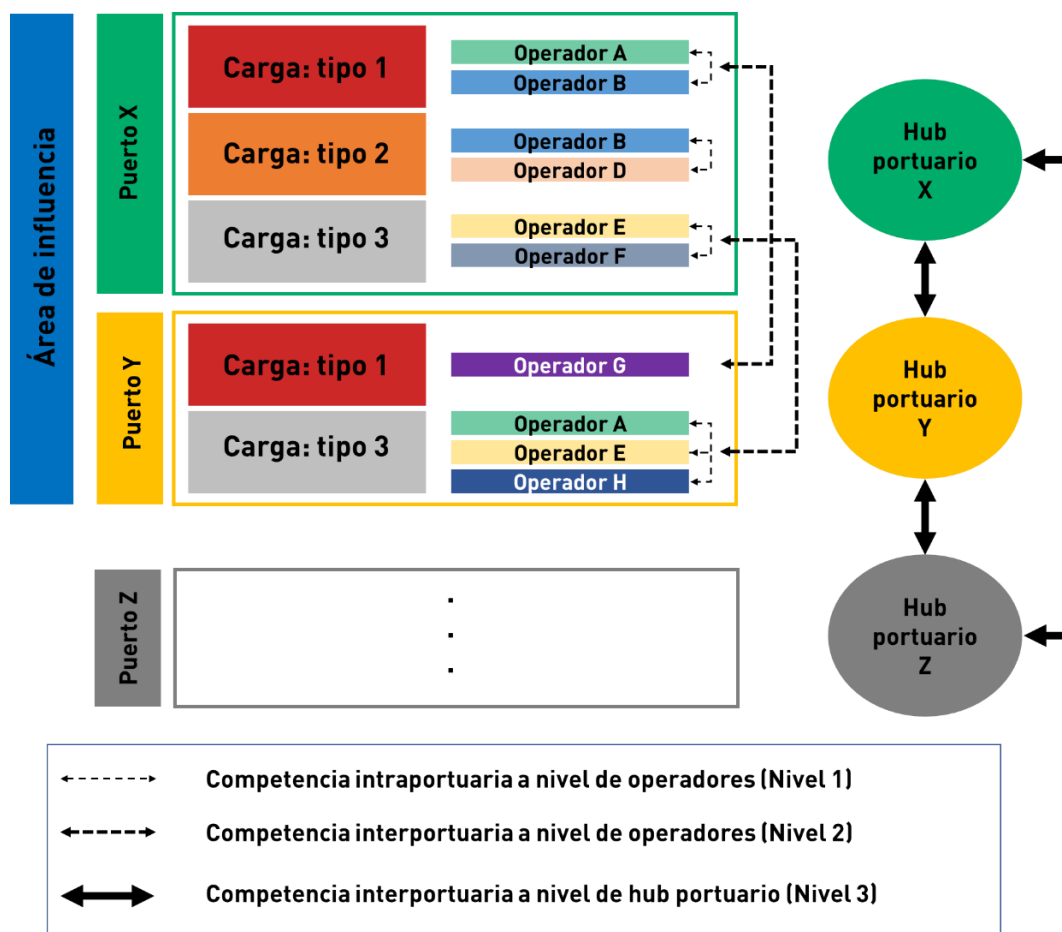 Área de influencia
Puerto X
Carga: tipo 1
Operador A
Operador B
Carga: tipo 2
Operador B
Operador D
Carga: tipo 3
Operador E
Operador F
Puerto Y
Carga: tipo 1
Operador G
Carga: tipo 3
Operador A
Operador E
Operador H
Puerto Z
.
.
.
Hub
portuario
X
Hub
portuario
Y
Hub
portuario
Z
Competencia intraportuaria a nivel de operadores (Nivel 1)
Competencia interportuaria a nivel de operadores (Nivel 2)
Competencia interportuaria a nivel de hub portuario (Nivel 3)